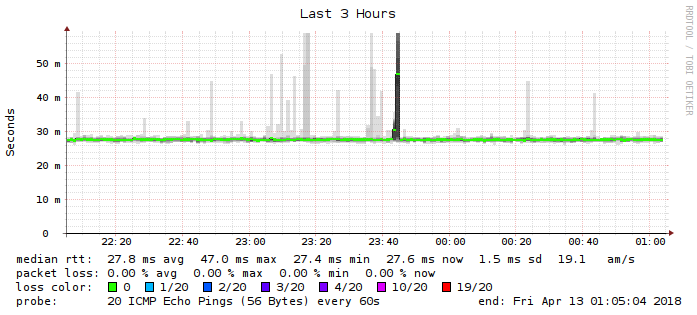 Last 3 Hours
RRDTOOL / TOBI OETIKER
Seconds
50 m
40 m
30 m
20 m
10 m
0
22:20 22:40 23:00 23:20 23:40 00:00 00:20 00:40 01:00
median rtt: 27.8 ms avg 47.0 ms max 27.4 ms min 27.6 ms now 1.5 ms sd 19.1 am/s
packet loss: 0.00 % avg 0.00 % max 0.00 % min 0.00 % now
loss color: 0 1/20 2/20 3/20 4/20 10/20 19/20
probe: 20 ICMP Echo Pings (56 Bytes) every 60s end: Fri Apr 13 01:05:04 2018